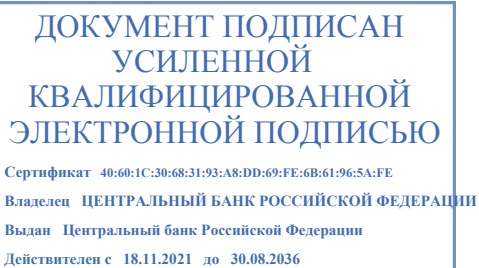 ДОКУМЕНТ ПОДПИСАН
УСИЛЕННОЙ
КВАЛИФИЦИРОВАННОЙ
ЭЛЕКТРОННОЙ ПОДПИСЬЮ
Сертификат 40:60:1C:30:68:31:93:A8:DD:69:FE:6B:61:96:5A:FE
Владелец ЦЕНТРАЛЬНЫЙ БАНК РОССИЙСКОЙ ФЕДЕРАЦИИ
Выдан Центральный банк Российской Федерации
Действителен с 18.11.2021 до 30.08.2036